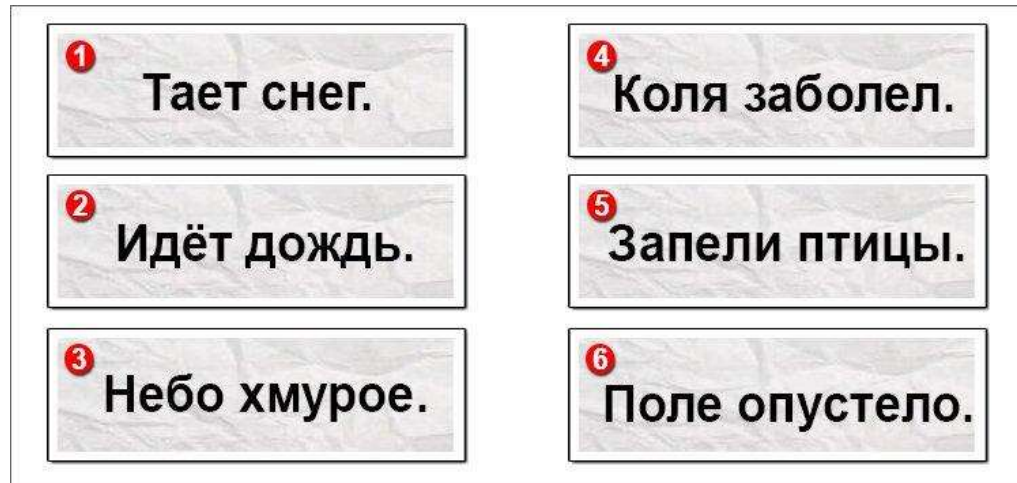 1
Тает снег.
2
Идёт дождь.
3
Небо хмурое.
4
Коля заболел.
5
Запели птицы.
6
Поле опустело.